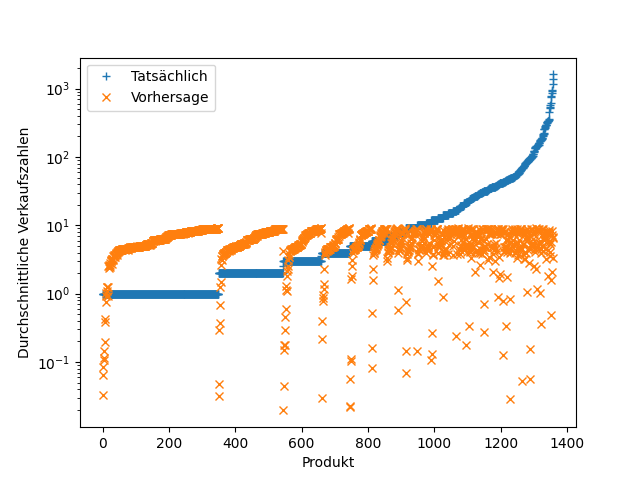 Tatsächlich
Vorhersage
Durchschnittliche Verkaufszahlen
10³
10²
10¹
10⁰
10⁻¹
0 200 400 600 800 1000 1200 1400
Produkt